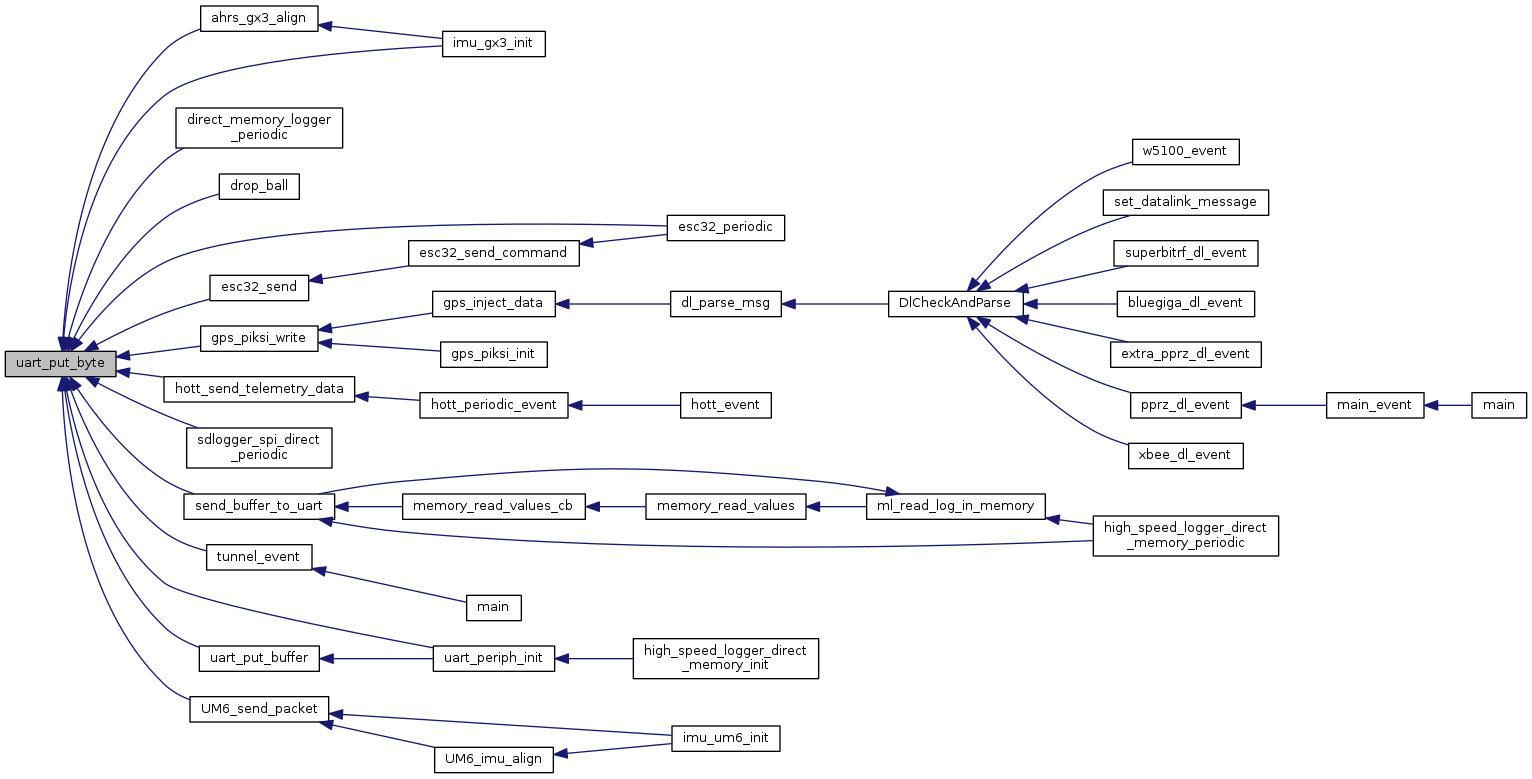 ahrs_gx3_align
imu_gx3_init
direct_memory_logger
_periodic
drop_ball
esc32_periodic
esc32_send_command
esc32_send
gps_inject_data
dl_parse_msg
DlCheckAndParse
w5100_event
set_datalink_message
superbitrf_dl_event
bluegiga_dl_event
extra_pprz_dl_event
pprz_dl_event
main_event
main
xbee_dl_event
gps_piksi_write
gps_piksi_init
uart_put_byte
hott_send_telemetry_data
hott_periodic_event
hott_event
sdlogger_spi_direct
_periodic
send_buffer_to_uart
memory_read_values_cb
memory_read_values
ml_read_log_in_memory
high_speed_logger_direct
_memory_periodic
tunnel_event
main
uart_put_buffer
uart_periph_init
high_speed_logger_direct
_memory_init
UM6_send_packet
imu_um6_init
UM6_imu_align